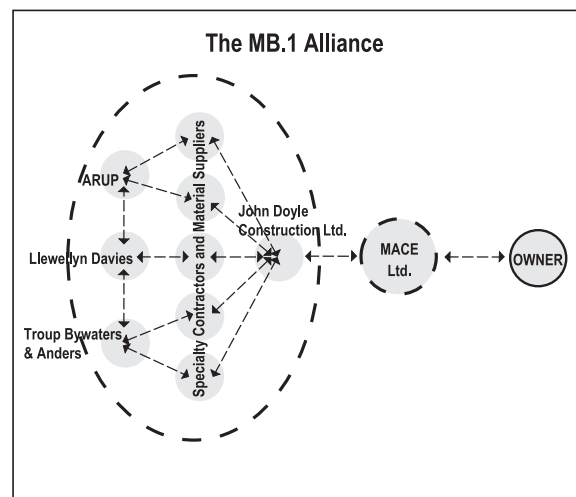 The MB.1 Alliance
ARUP
Specialty Contractors and Material Suppliers
John Doyle
Construction Ltd.
Llewellyn Davies
MACE
Ltd.
OWNER
Troup Bywaters
& Anders